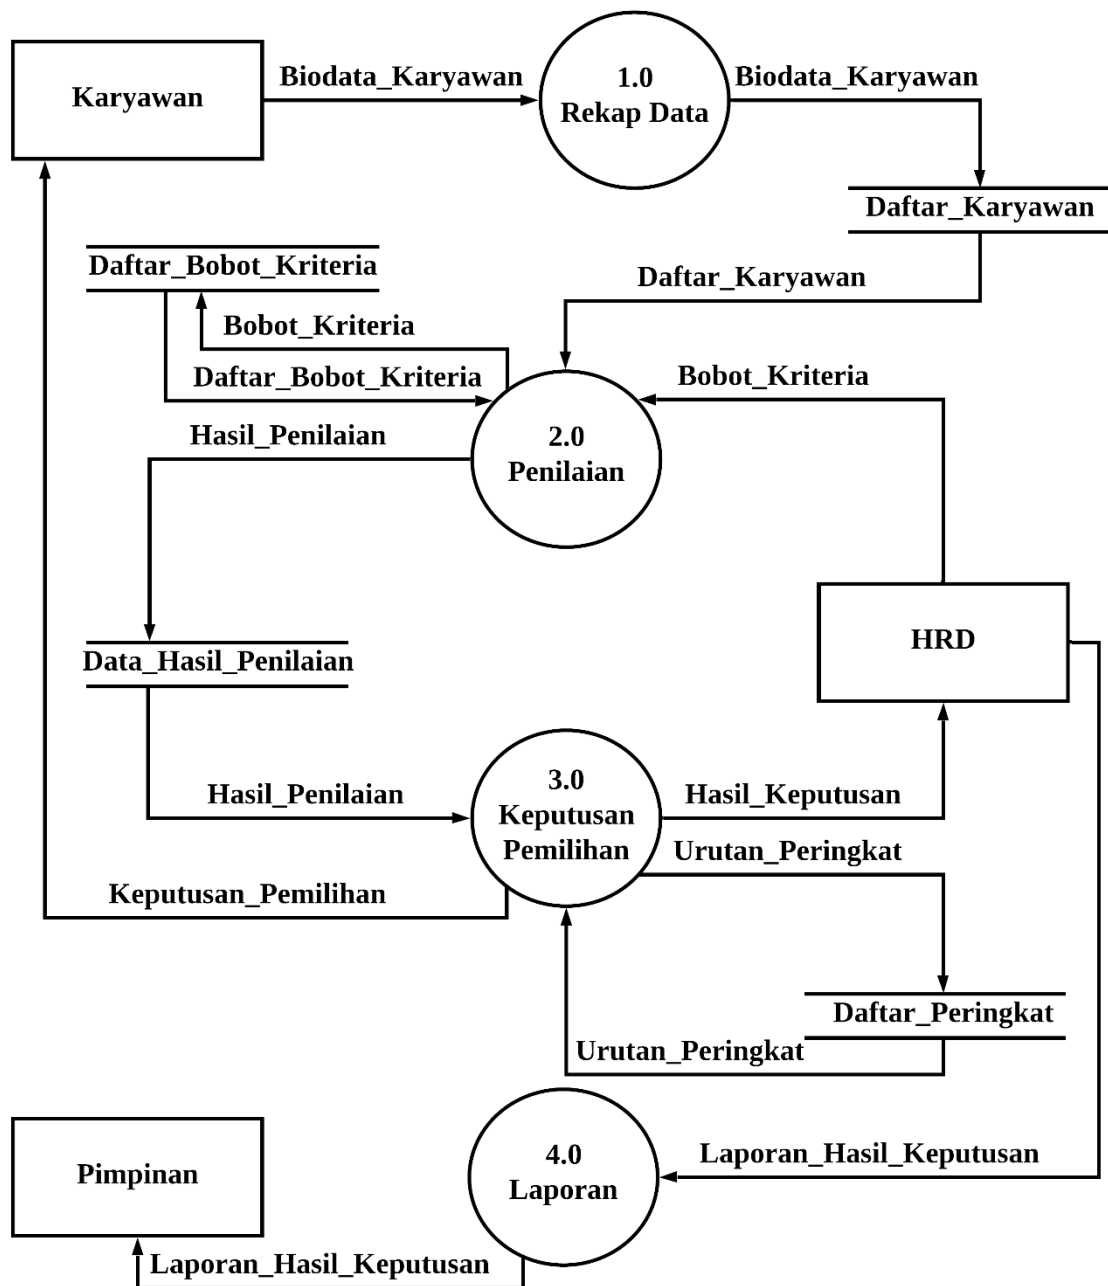 Karyawan
Biodata_Karyawan
1.0
Rekap Data
Biodata_Karyawan
Daftar_Karyawan
Daftar_Karyawan
Daftar_Bobot_Kriteria
Bobot_Kriteria
Daftar_Bobot_Kriteria
Bobot_Kriteria
Hasil_Penilaian
2.0
Penilaian
HRD
Data_Hasil_Penilaian
Hasil_Penilaian
3.0
Keputusan
Pemilihan
Hasil_Keputusan
Urutan_Peringkat
Keputusan_Pemilihan
Daftar_Peringkat
Urutan_Peringkat
Pimpinan
4.0
Laporan
Laporan_Hasil_Keputusan
Laporan_Hasil_Keputusan